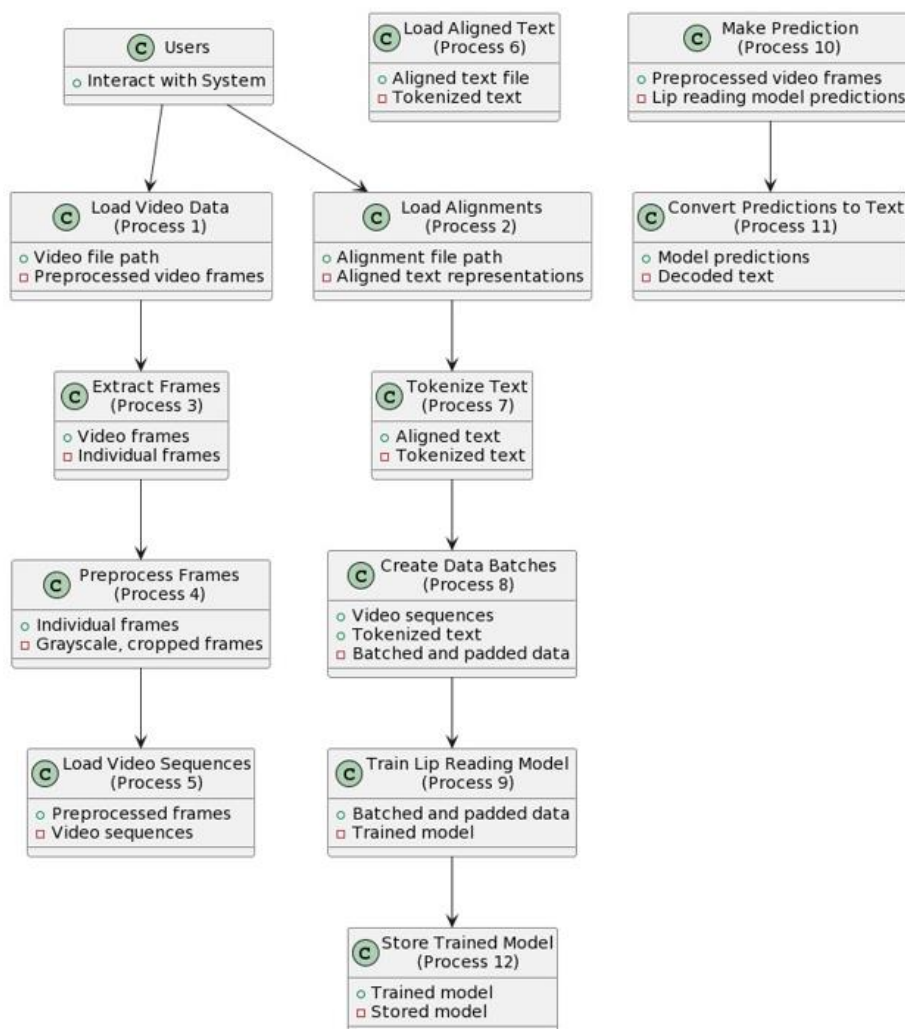 C Users
+ Interact with System
C Load Aligned Text
(Process 6)
Aligned text file
Tokenized text
C Make Prediction
(Process 10)
Preprocessed video frames
Lip reading model predictions
C Load Video Data
(Process 1)
Video file path
Preprocessed video frames
C Load Alignments
(Process 2)
Alignment file path
Aligned text representations
C Convert Predictions to Text
(Process 11)
Model predictions
Decoded text
C Extract Frames
(Process 3)
Video frames
Individual frames
C Tokenize Text
(Process 7)
Aligned text
Tokenized text
C Preprocess Frames
(Process 4)
Individual frames
Grayscale, cropped frames
C Create Data Batches
(Process 8)
Video sequences
Tokenized text
Batched and padded data
C Load Video Sequences
(Process 5)
Preprocessed frames
Video sequences
C Train Lip Reading Model
(Process 9)
Batched and padded data
Trained model
C Store Trained Model
(Process 12)
Trained model
Stored model